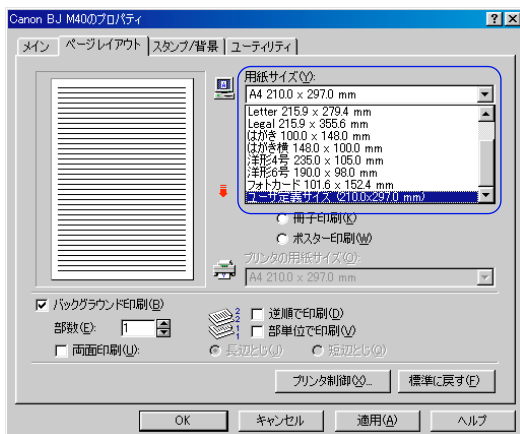 Canon BJ M40のプロパティ
メイン ページレイアウト スタンプ/背景 ユーティリティ
用紙サイズ(Y):
A4 210.0 x 297.0 mm
Letter 215.9 x 279.4 mm
Legal 215.9 x 355.6 mm
はがき 100.0 x 148.0 mm
はがき横 148.0 x 100.0 mm
洋形4号 235.0 x 105.0 mm
洋形6号 190.0 x 98.0 mm
フォトカード 101.6 x 152.4 mm
ユーザ定義サイズ (210.0x297.0 mm)
冊子印刷(K)
ポスター印刷(W)
プリンタの用紙サイズ(O):
A4 210.0 x 297.0 mm
バックグラウンド印刷(B)
部数(E): 1
逆順で印刷(D)
部単位で印刷(V)
両面印刷(U):
長辺とじ(J) 短辺とじ(Q)
プリンタ制御(X)... 標準に戻す(F)
OK キャンセル 適用(A) ヘルプ